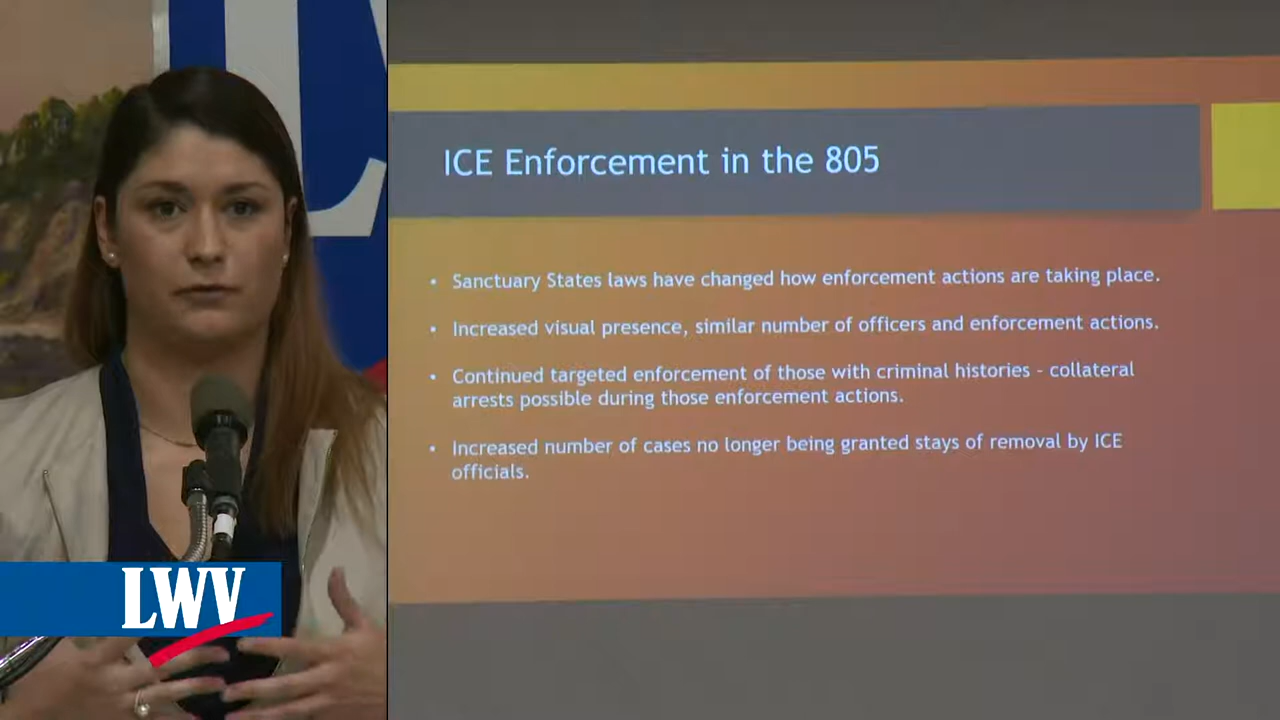 ICE Enforcement in the 805
• Sanctuary States laws have changed how enforcement actions are taking place.
• Increased visual presence, similar number of officers and enforcement actions.
• Continued targeted enforcement of those with criminal histories - collateral
arrests possible during those enforcement actions.
• Increased number of cases no longer being granted stays of removal by ICE
officials.
LWV